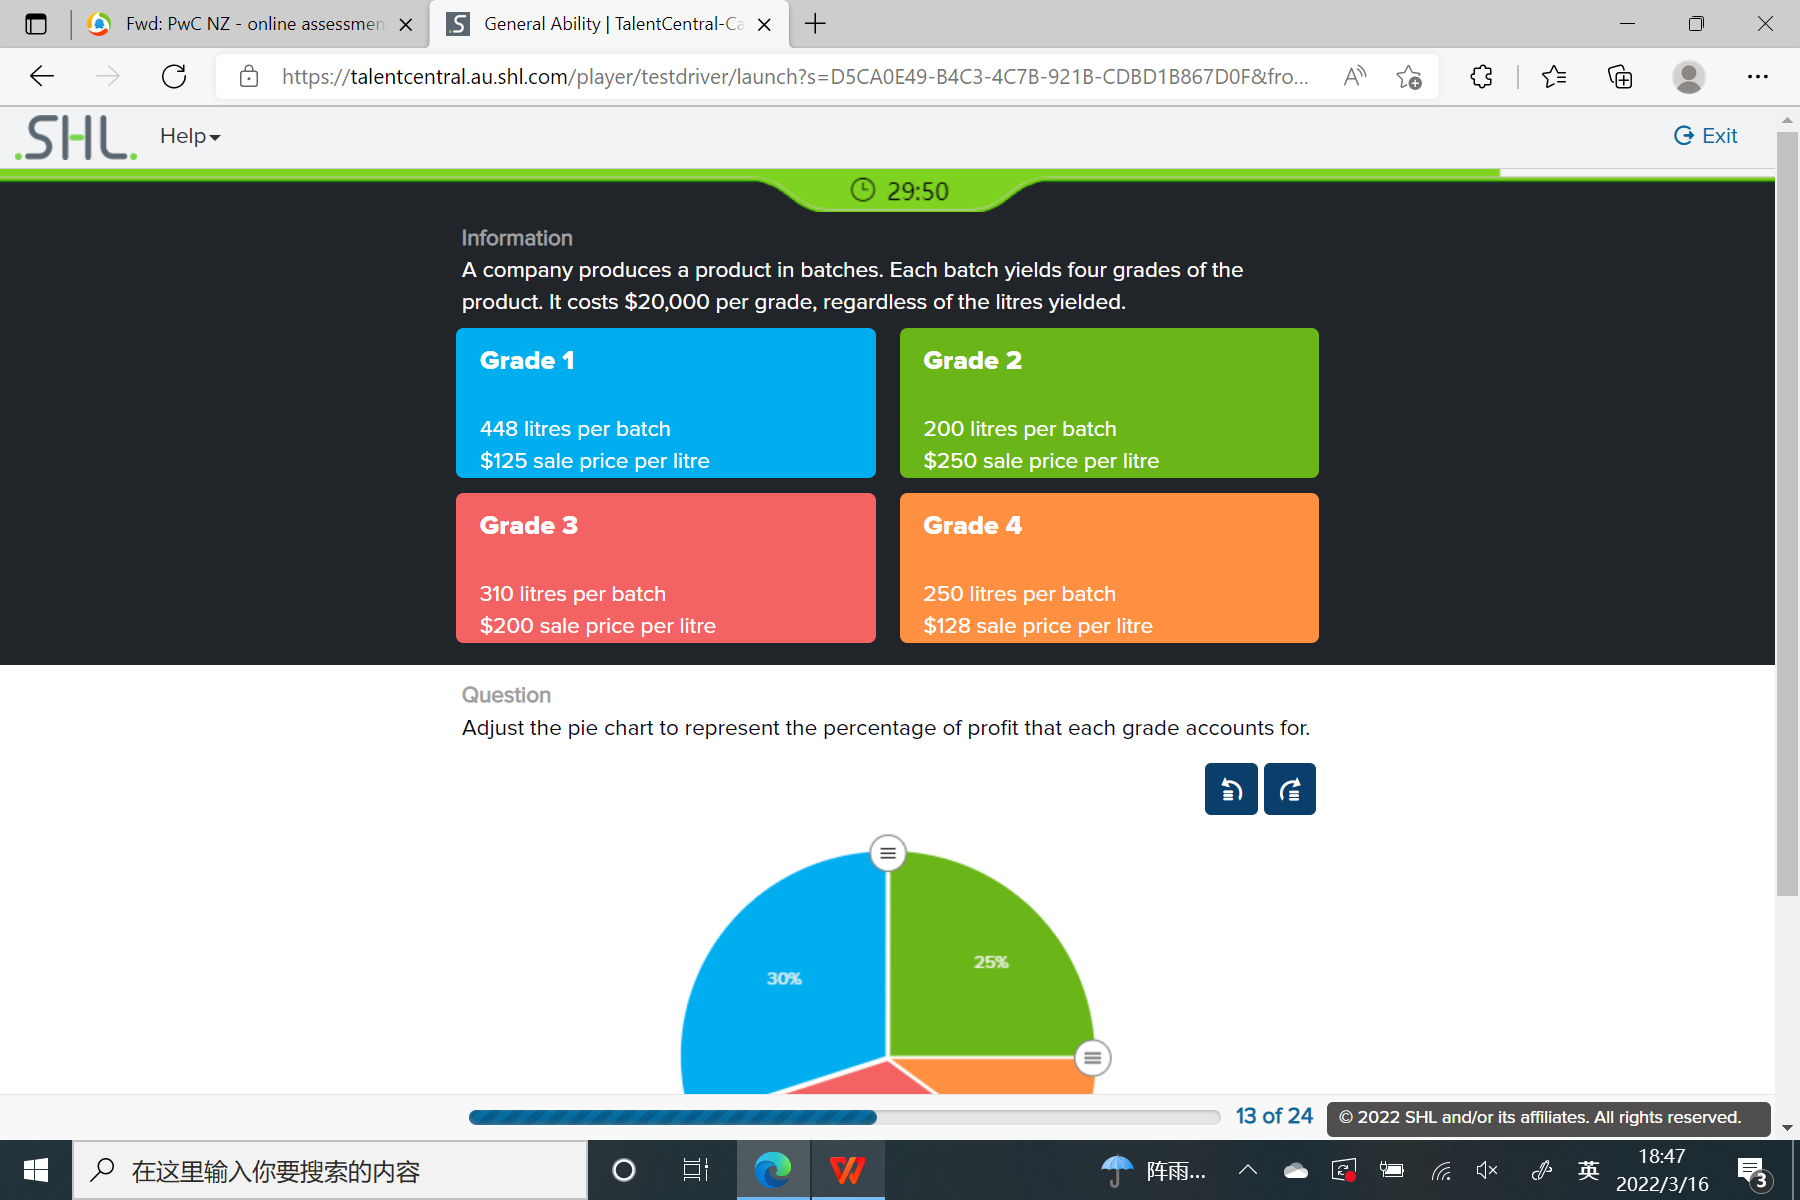 Fwd: PwC NZ - online assessmen
General Ability | TalentCentral-Ca
https://talentcentral.au.shl.com/player/testdriver/launch?s=D5CA0E49-B4C3-4C7B-921B-CDBD1B867D0F&fro...
.SHL.
Help
Exit
29:50
Information
A company produces a product in batches. Each batch yields four grades of the
product. It costs $20,000 per grade, regardless of the litres yielded.
Grade 1
448 litres per batch
$125 sale price per litre
Grade 2
200 litres per batch
$250 sale price per litre
Grade 3
310 litres per batch
$200 sale price per litre
Grade 4
250 litres per batch
$128 sale price per litre
Question
Adjust the pie chart to represent the percentage of profit that each grade accounts for.
30%
25%
13 of 24
© 2022 SHL and/or its affiliates. All rights reserved.
在这里输入你要搜索的内容
阵雨...
英
18:47
2022/3/16
3